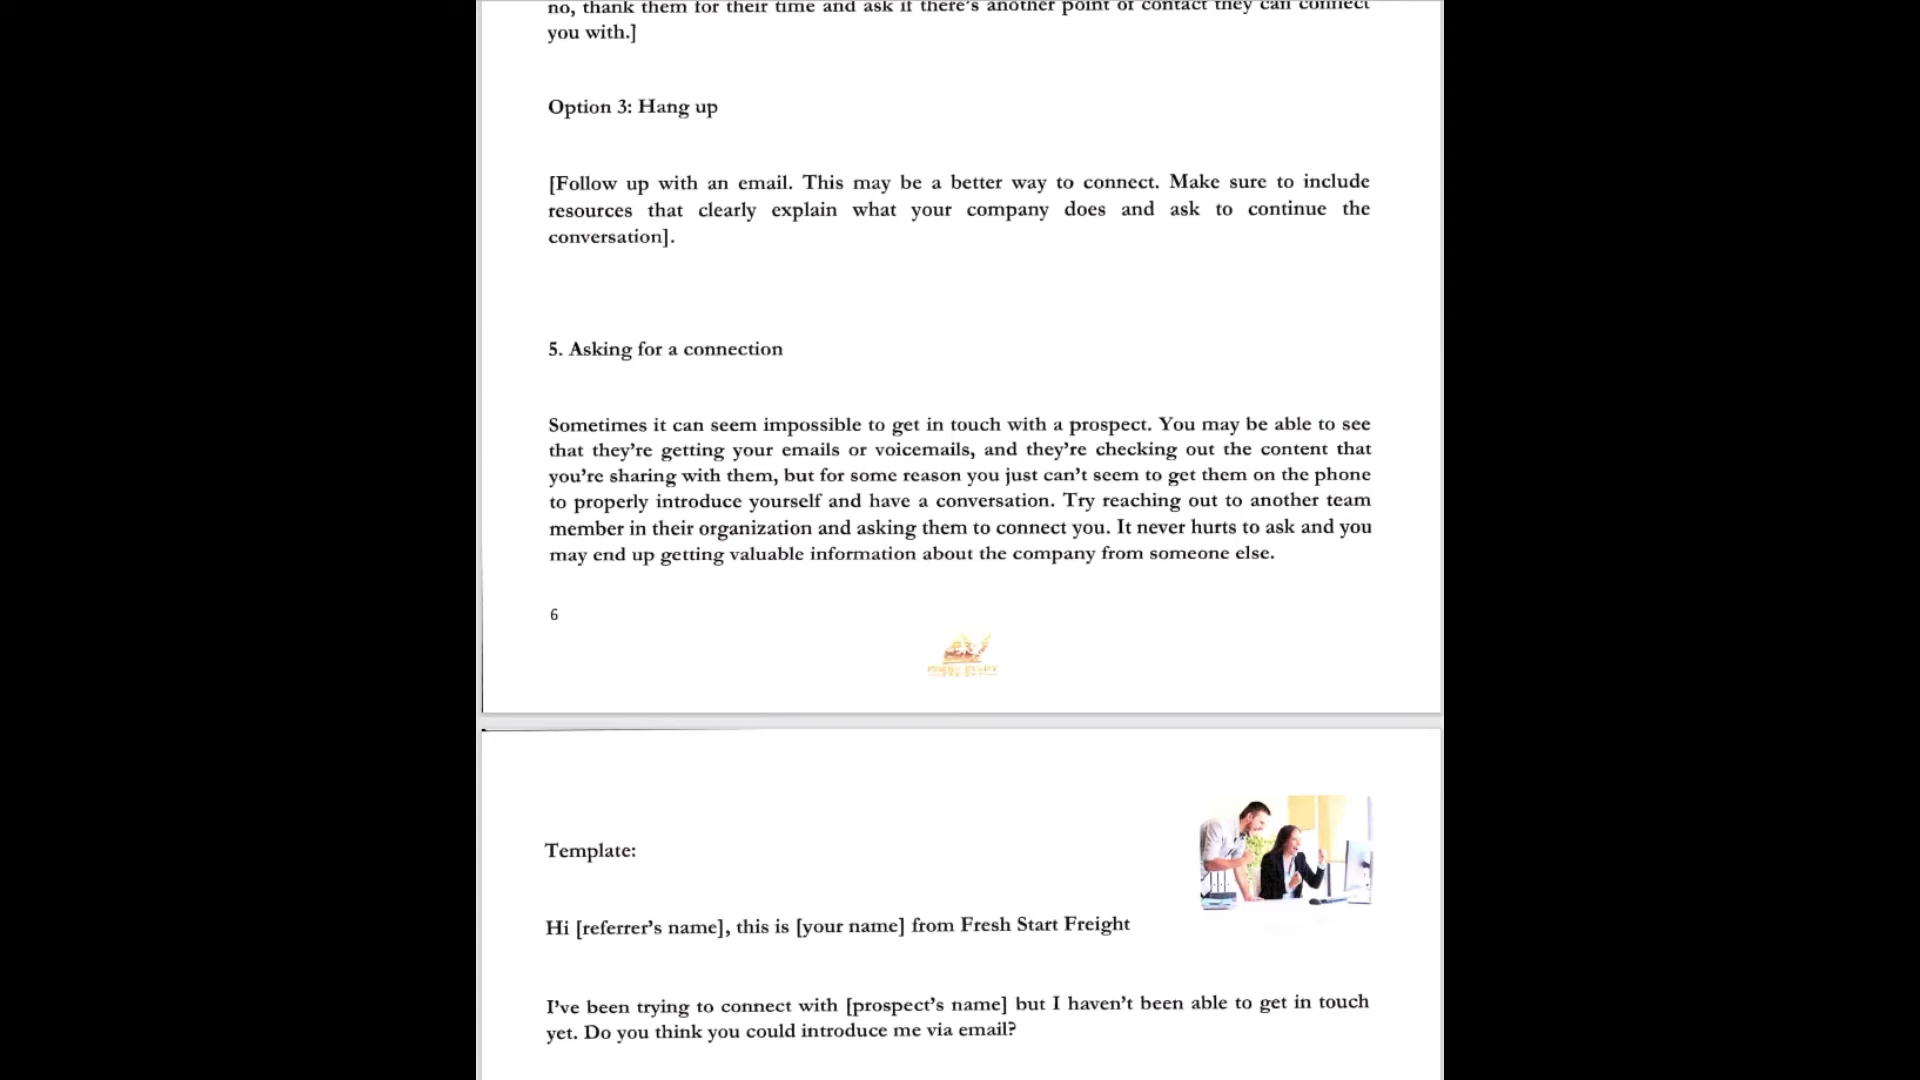 no, thank them for their time and ask if there's another point of contact they can connect
you with.]
Option 3: Hang up
[Follow up with an email. This may be a better way to connect. Make sure to include
resources that clearly explain what your company does and ask to continue the
conversation].
5. Asking for a connection
Sometimes it can seem impossible to get in touch with a prospect. You may be able to see
that they’re getting your emails or voicemails, and they’re checking out the content that
you’re sharing with them, but for some reason you just can’t seem to get them on the phone
to properly introduce yourself and have a conversation. Try reaching out to another team
member in their organization and asking them to connect you. It never hurts to ask and you
may end up getting valuable information about the company from someone else.
6
Template:
Hi [referrer’s name], this is [your name] from Fresh Start Freight
I’ve been trying to connect with [prospect’s name] but I haven’t been able to get in touch
yet. Do you think you could introduce me via email?